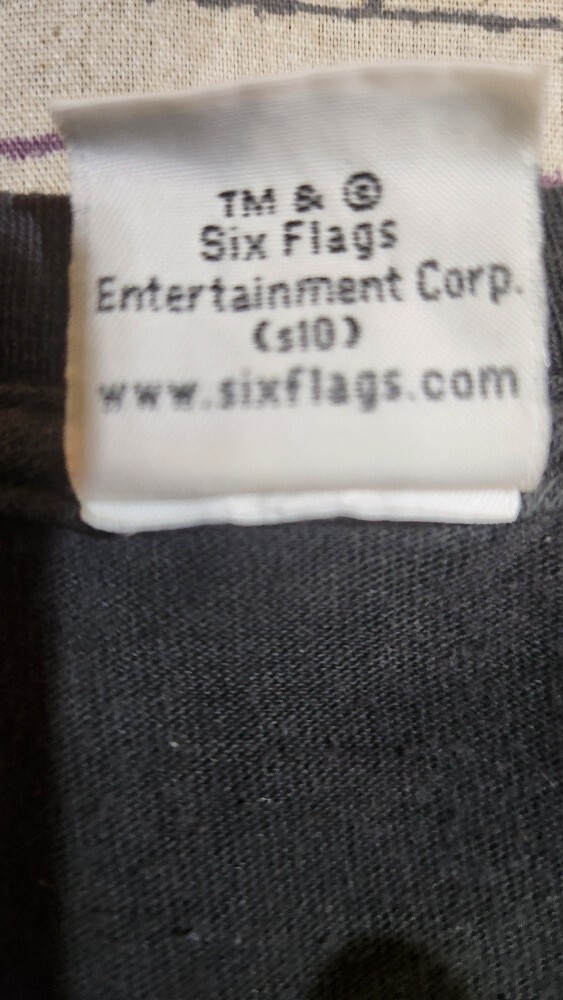 TM & ©
Six Flags
Entertainment Corp.
(s10)
www.sixflags.com